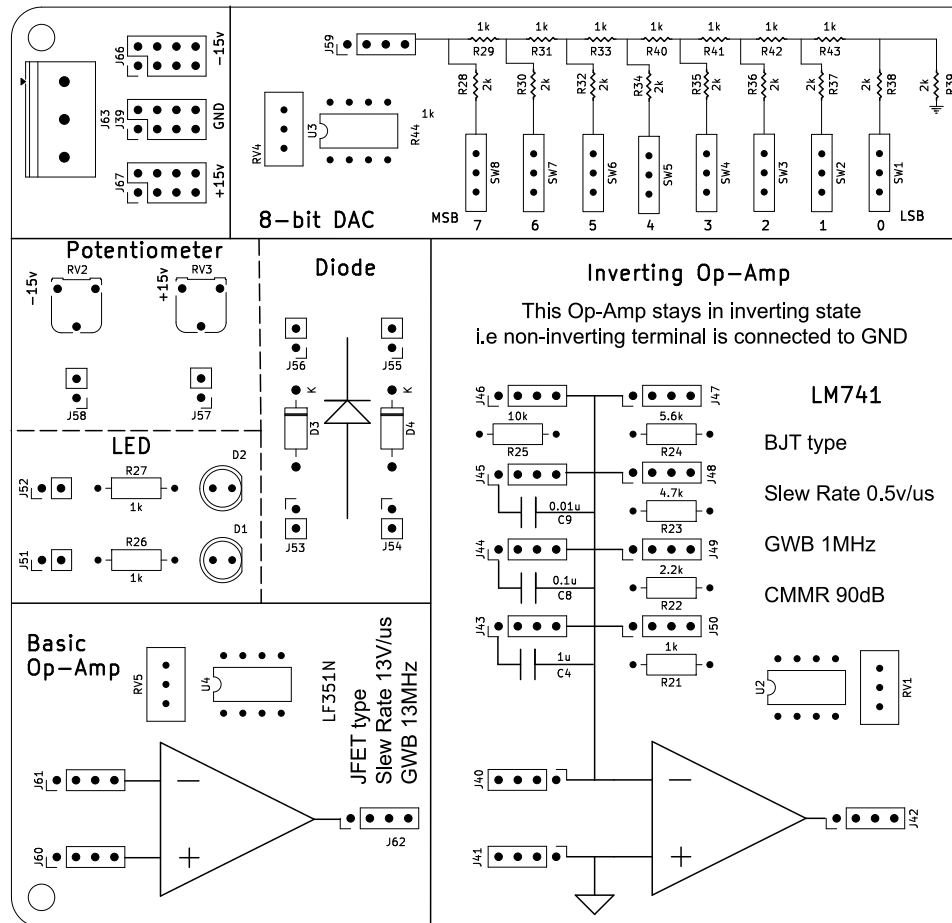 J66
-15v
J63
J39
GND
J67
+15v
J59
1k 1k 1k 1k 1k 1k 1k
R29 R31 R33 R40 R41 R42 R43
R28 2k R30 2k R32 2k R34 2k R35 2k R36 2k R37 2k R38 2k R39 2k
RV4
U3
1k
R44
SW8 SW7 SW6 SW5 SW4 SW3 SW2 SW1
8-bit DAC
MSB
7 6 5 4 3 2 1 0
LSB
Potentiometer
RV2 RV3
-15v +15v
J58 J57
Diode
J56 J55
K K
D3 D4
J53 J54
LED
J52
R27
1k
D2
J51
R26
1k
D1
Inverting Op-Amp
This Op-Amp stays in inverting state
i.e non-inverting terminal is connected to GND
J46 J47
10k 5.6k
R25 R24
J45 J48
0.01u
C9
4.7k
R23
J44 J49
0.1u
C8
2.2k
R22
J43 J50
1u
C4
1k
R21
LM741
BJT type
Slew Rate 0.5v/us
GWB 1MHz
CMMR 90dB
U2
RV1
J40
−
J41
+
J42
Basic
Op-Amp
RV5
U4
LF351N
JFET type
Slew Rate 13V/us
GWB 13MHz
J61
−
J60
+
J62